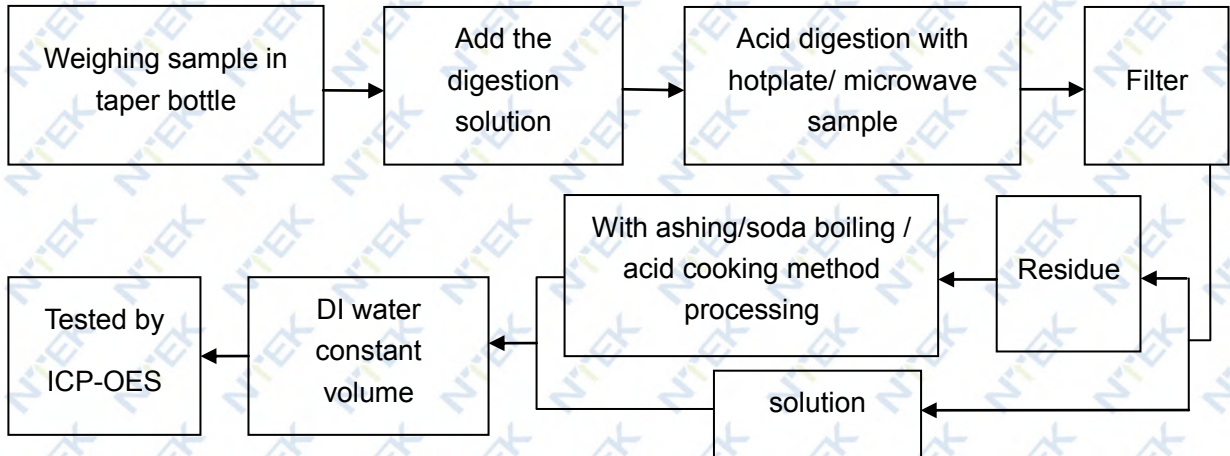 Weighing sample in
taper bottle
Add the
digestion
solution
Acid digestion with
hotplate/ microwave
sample
Filter
Residue
With ashing/soda boiling /
acid cooking method
processing
solution
DI water
constant
volume
Tested by
ICP-OES
NTEK